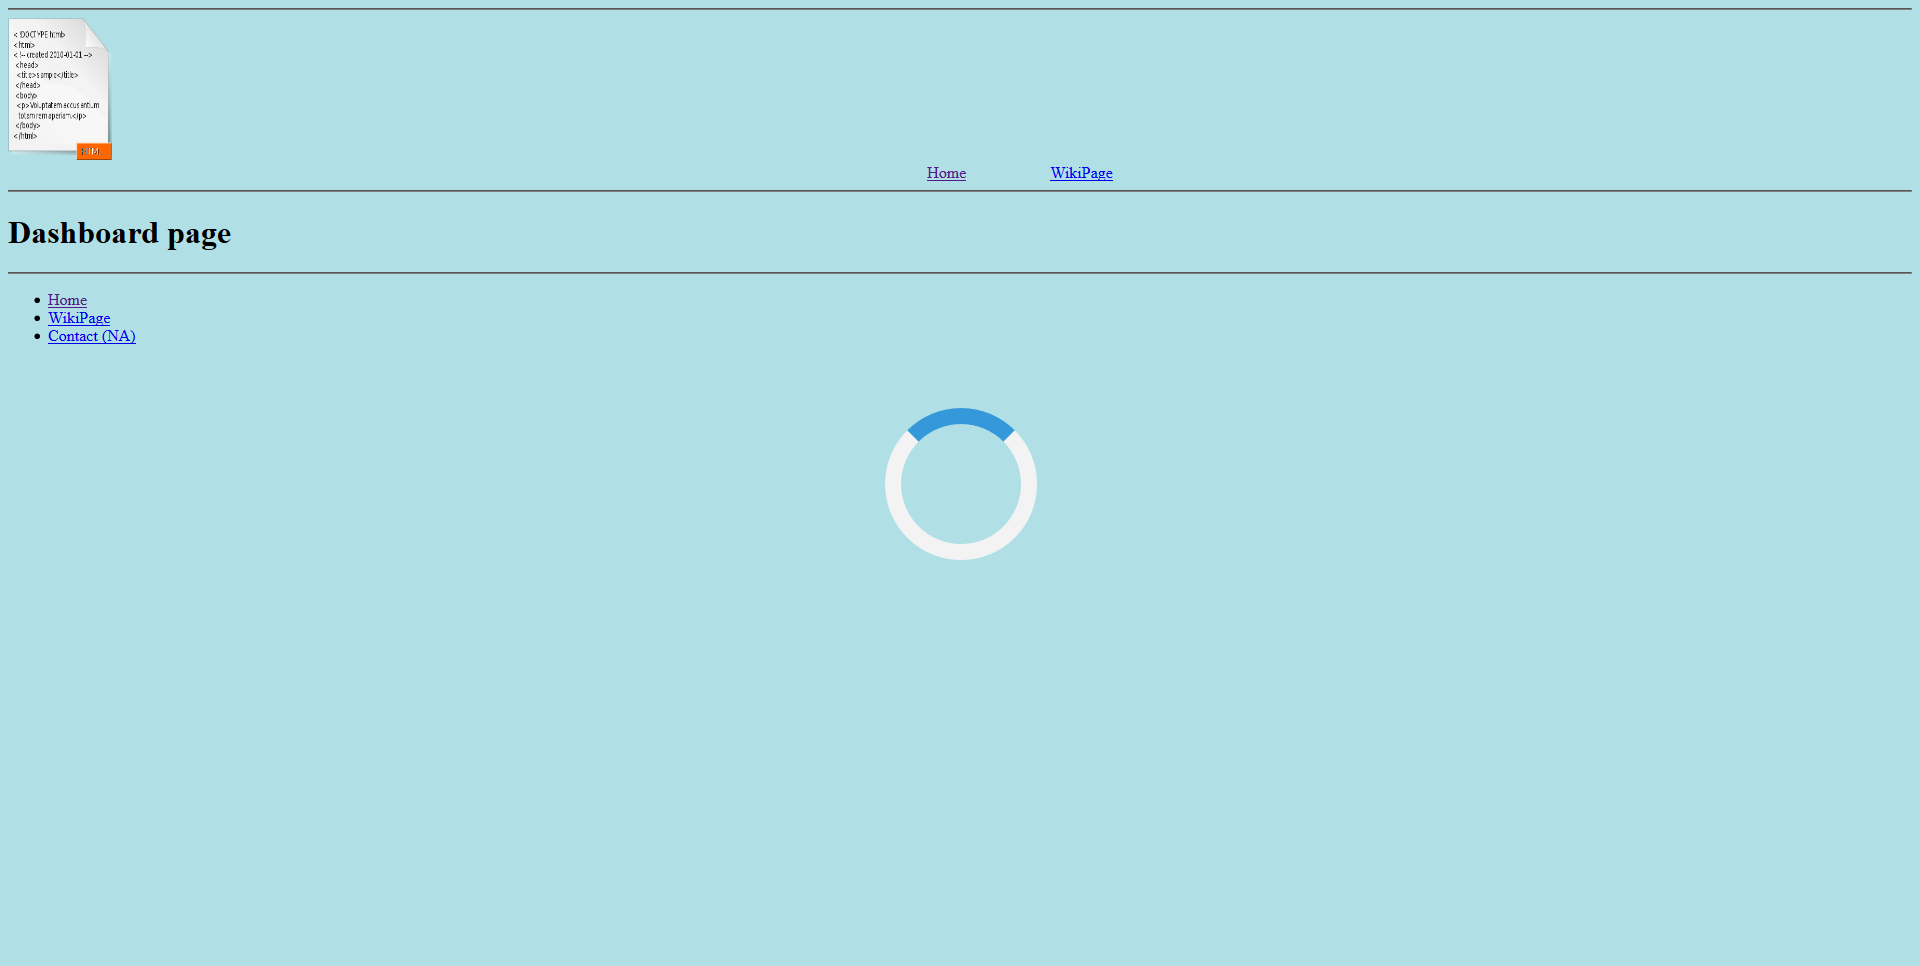 <!DOCTYPE html>
<html>
<!-- created 2010-01-01 -->
<head>
<title>sample</title>
</head>
<body>
<p>Voluptatem accusantium
totam rem aperiam.</p>
</body>
</html>
HTML
Home WikiPage
Dashboard page
Home
WikiPage
Contact (NA)